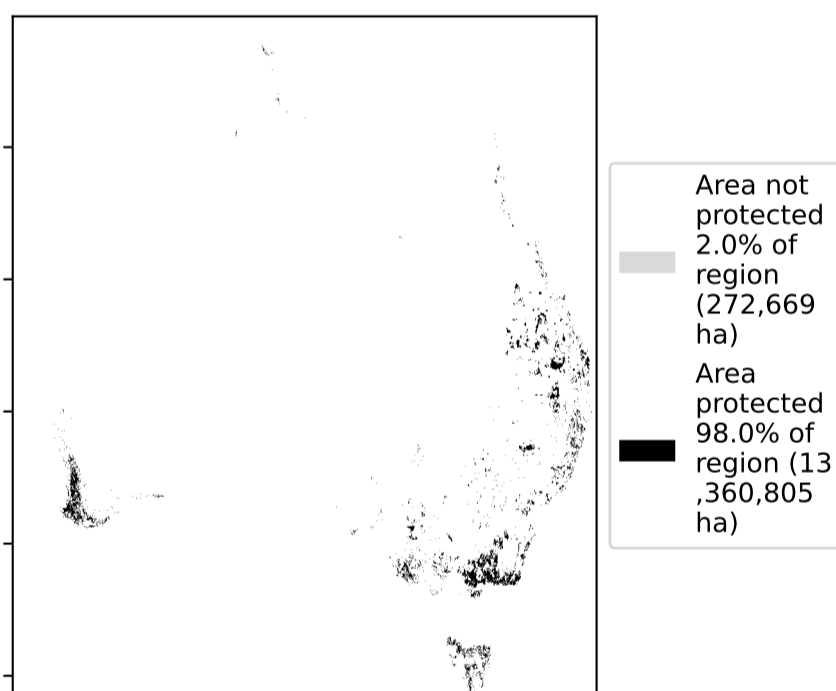 Area not
protected
2.0% of
region
(272,669
ha)
Area
protected
98.0% of
region (13
,360,805
ha)